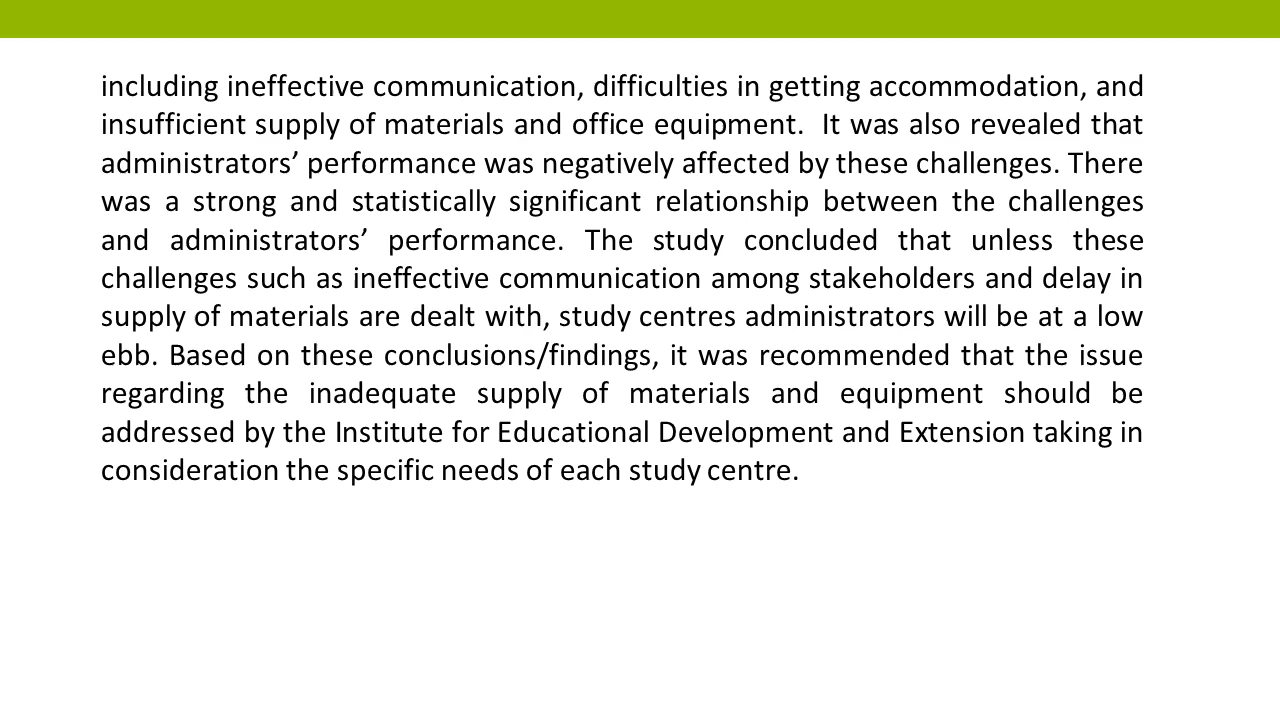 including ineffective communication, difficulties in getting accommodation, and
insufficient supply of materials and office equipment.  It was also revealed that
administrators’ performance was negatively affected by these challenges. There
was a strong and statistically significant relationship between the challenges
and administrators’ performance. The study concluded that unless these
challenges such as ineffective communication among stakeholders and delay in
supply of materials are dealt with, study centres administrators will be at a low
ebb. Based on these conclusions/findings, it was recommended that the issue
regarding the inadequate supply of materials and equipment should be
addressed by the Institute for Educational Development and Extension taking in
consideration the specific needs of each study centre.